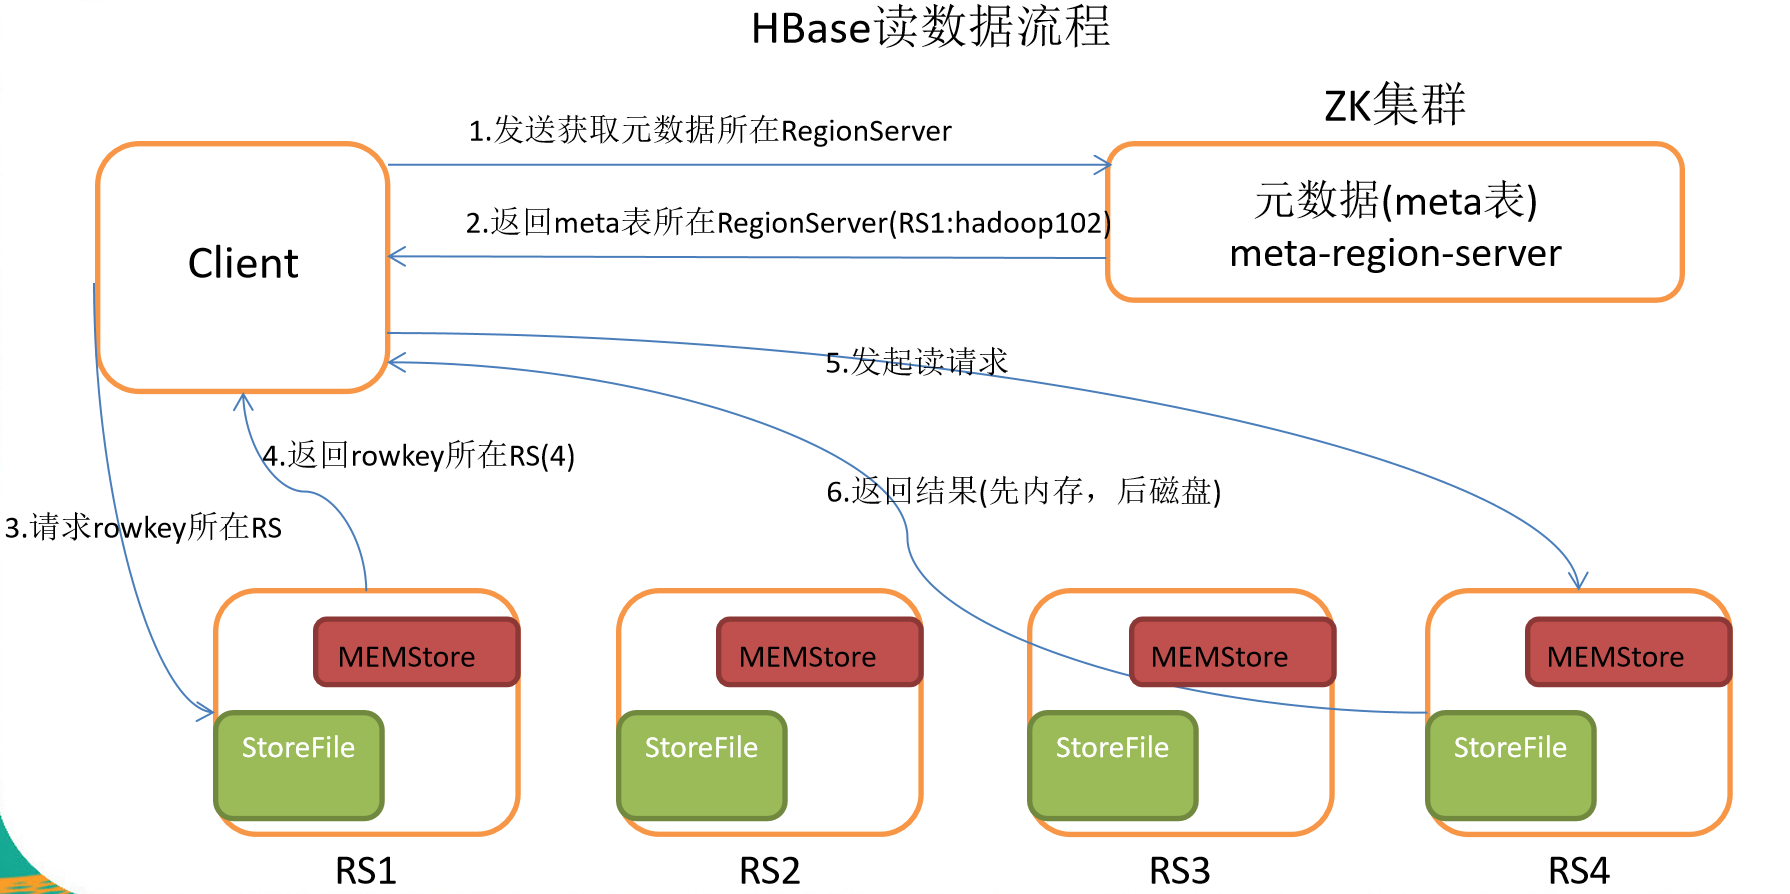 HBase读数据流程
ZK集群
1.发送获取元数据所在RegionServer
元数据(meta表)
meta-region-server
2.返回meta表所在RegionServer(RS1:hadoop102)
Client
5.发起读请求
4.返回rowkey所在RS(4)
6.返回结果(先内存，后磁盘)
3.请求rowkey所在RS
MEMStore
MEMStore
MEMStore
MEMStore
StoreFile
StoreFile
StoreFile
StoreFile
RS1
RS2
RS3
RS4